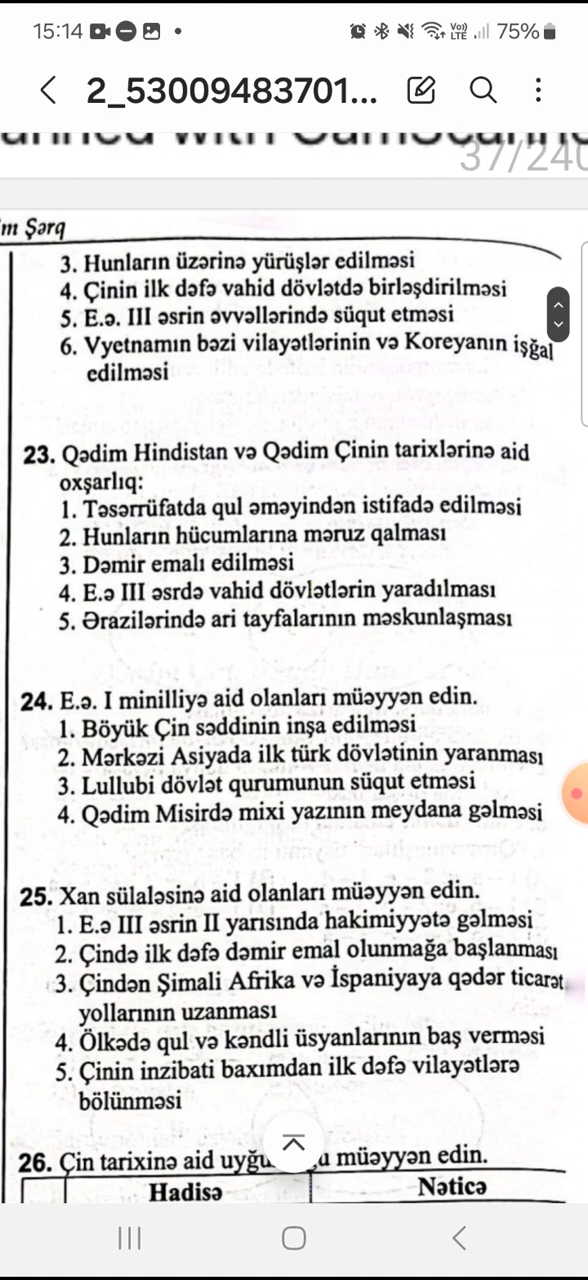 15:14
Vo))
LTE
75%
2_53009483701...
37/240
m Şərq
3. Hunların üzərinə yürüşlər edilməsi
4. Çinin ilk dəfə vahid dövlətdə birləşdirilməsi
5. E.ə. III əsrin əvvəllərində süqut etməsi
6. Vyetnamın bəzi vilayətlərinin və Koreyanın işğal
edilməsi
23. Qədim Hindistan və Qədim Çinin tarixlərinə aid
oxşarlıq:
1. Təsərrüfatda qul əməyindən istifadə edilməsi
2. Hunların hücumlarına məruz qalması
3. Dəmir emalı edilməsi
4. E.ə III əsrdə vahid dövlətlərin yaradılması
5. Ərazilərində ari tayfalarının məskunlaşması
24. E.ə. I minilliyə aid olanları müəyyən edin.
1. Böyük Çin səddinin inşa edilməsi
2. Mərkəzi Asiyada ilk türk dövlətinin yaranması
3. Lullubi dövlət qurumunun süqut etməsi
4. Qədim Misirdə mixi yazının meydana gəlməsi
25. Xan sülaləsinə aid olanları müəyyən edin.
1. E.ə III əsrin II yarısında hakimiyyətə gəlməsi
2. Çində ilk dəfə dəmir emal olunmağa başlanması
3. Çindən Şimali Afrika və İspaniyaya qədər ticarət
yollarının uzanması
4. Ölkədə qul və kəndli üsyanlarının baş verməsi
5. Çinin inzibati baxımdan ilk dəfə vilayətlərə
bölünməsi
26. Çin tarixinə aid müəyyən edin.
Hadisə
Nəticə